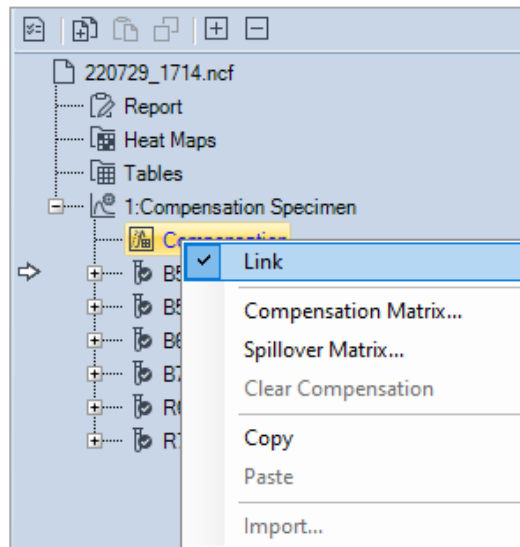 220729_1714.ncf
Report
Heat Maps
Tables
1:Compensation Specimen
Compensation
Link
Compensation Matrix...
Spillover Matrix...
Clear Compensation
Copy
Paste
Import...